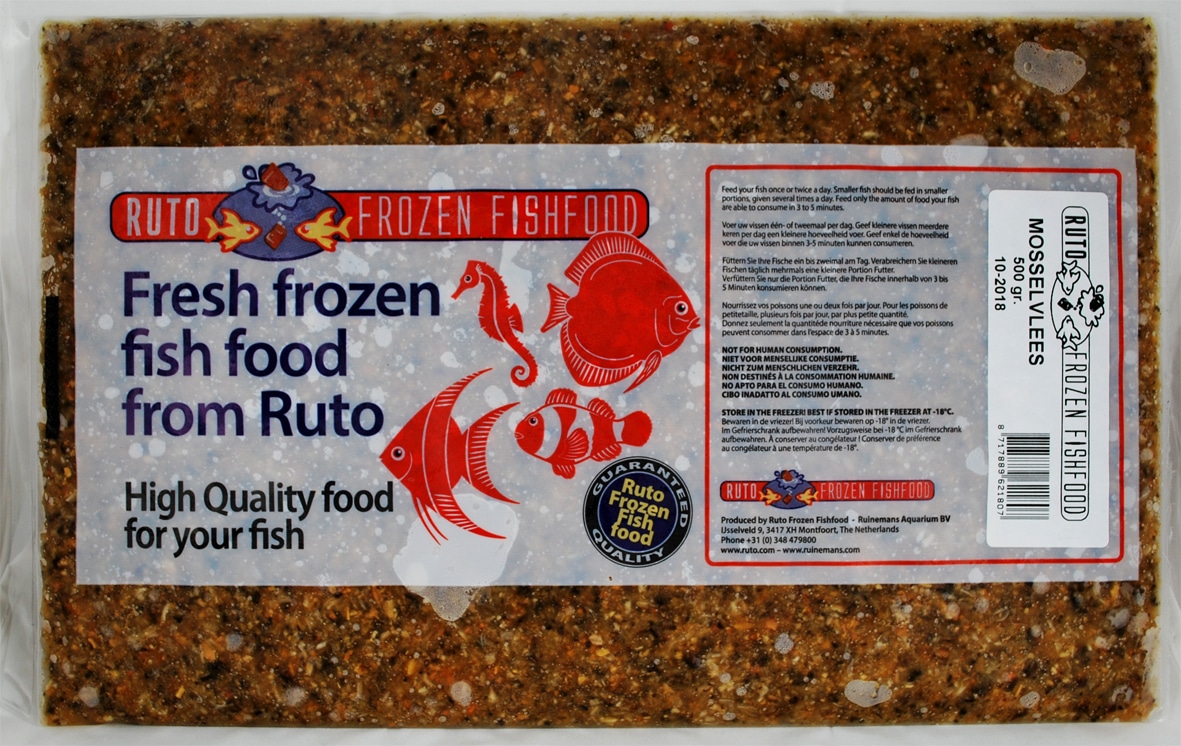 RUTO FROZEN FISHFOOD
Fresh frozen
fish food
from Ruto
High Quality food
for your fish
GUARANTEED
Ruto
Frozen
Fish
food
QUALITY
Feed your fish once or twice a day. Smaller fish should be fed in smaller
portions, given several times a day. Feed only the amount of food your fish
are able to consume in 3 to 5 minutes.
Voer uw vissen één- of tweemaal per dag. Geef kleinere vissen meerdere
keren per dag een kleinere hoeveelheid voer. Geef enkel de hoeveelheid
voer die uw vissen binnen 3-5 minuten kunnen consumeren.
Füttern Sie Ihre Fische ein bis zweimal am Tag. Verabreichern Sie kleineren
Fischen täglich mehrmals eine kleinere Portion Futter.
Verfüttern Sie nur die Portion Futter, die Ihre Fische innerhalb von 3 bis
5 Minuten konsumieren können.
Nourrissez vos poissons une ou deux fois par jour. Pour les poissons de
petitetaille, plusieurs fois par jour, par plus petite quantité.
Donnez seulement la quantitéde nourriture nécessaire que vos poissons
peuvent consommer dans l'espace de 3 à 5 minutes.
NOT FOR HUMAN CONSUMPTION.
NIET VOOR MENSELIJKE CONSUMPTIE.
NICHT ZUM MENSCHLICHEN VERZEHR.
NON DESTINÉS À LA CONSOMMATION HUMAINE.
NO APTO PARA EL CONSUMO HUMANO.
CIBO INADATTO AL CONSUMO UMANO.
STORE IN THE FREEZER! BEST IF STORED IN THE FREEZER AT -18°C.
Bewaren in de vriezer! Bij voorkeur bewaren op -18° in de vriezer.
Im Gefrierschrank aufbewahren! Vorzugsweise bei -18 °C im Gefrierschrank
aufbewahren. À conserver au congélateur ! Conserver de préférence
au congélateur à une température de -18°.
RUTO FROZEN FISHFOOD
Produced by Ruto Frozen Fishfood - Ruinemans Aquarium BV
IJsselveld 9, 3417 XH Montfoort, The Netherlands
Phone +31 (0) 348 479800
www.ruto.com – www.ruinemans.com
RUTO FROZEN FISHFOOD
MOSSELVLEES
500 gr.
10-2018
8 717889 621807